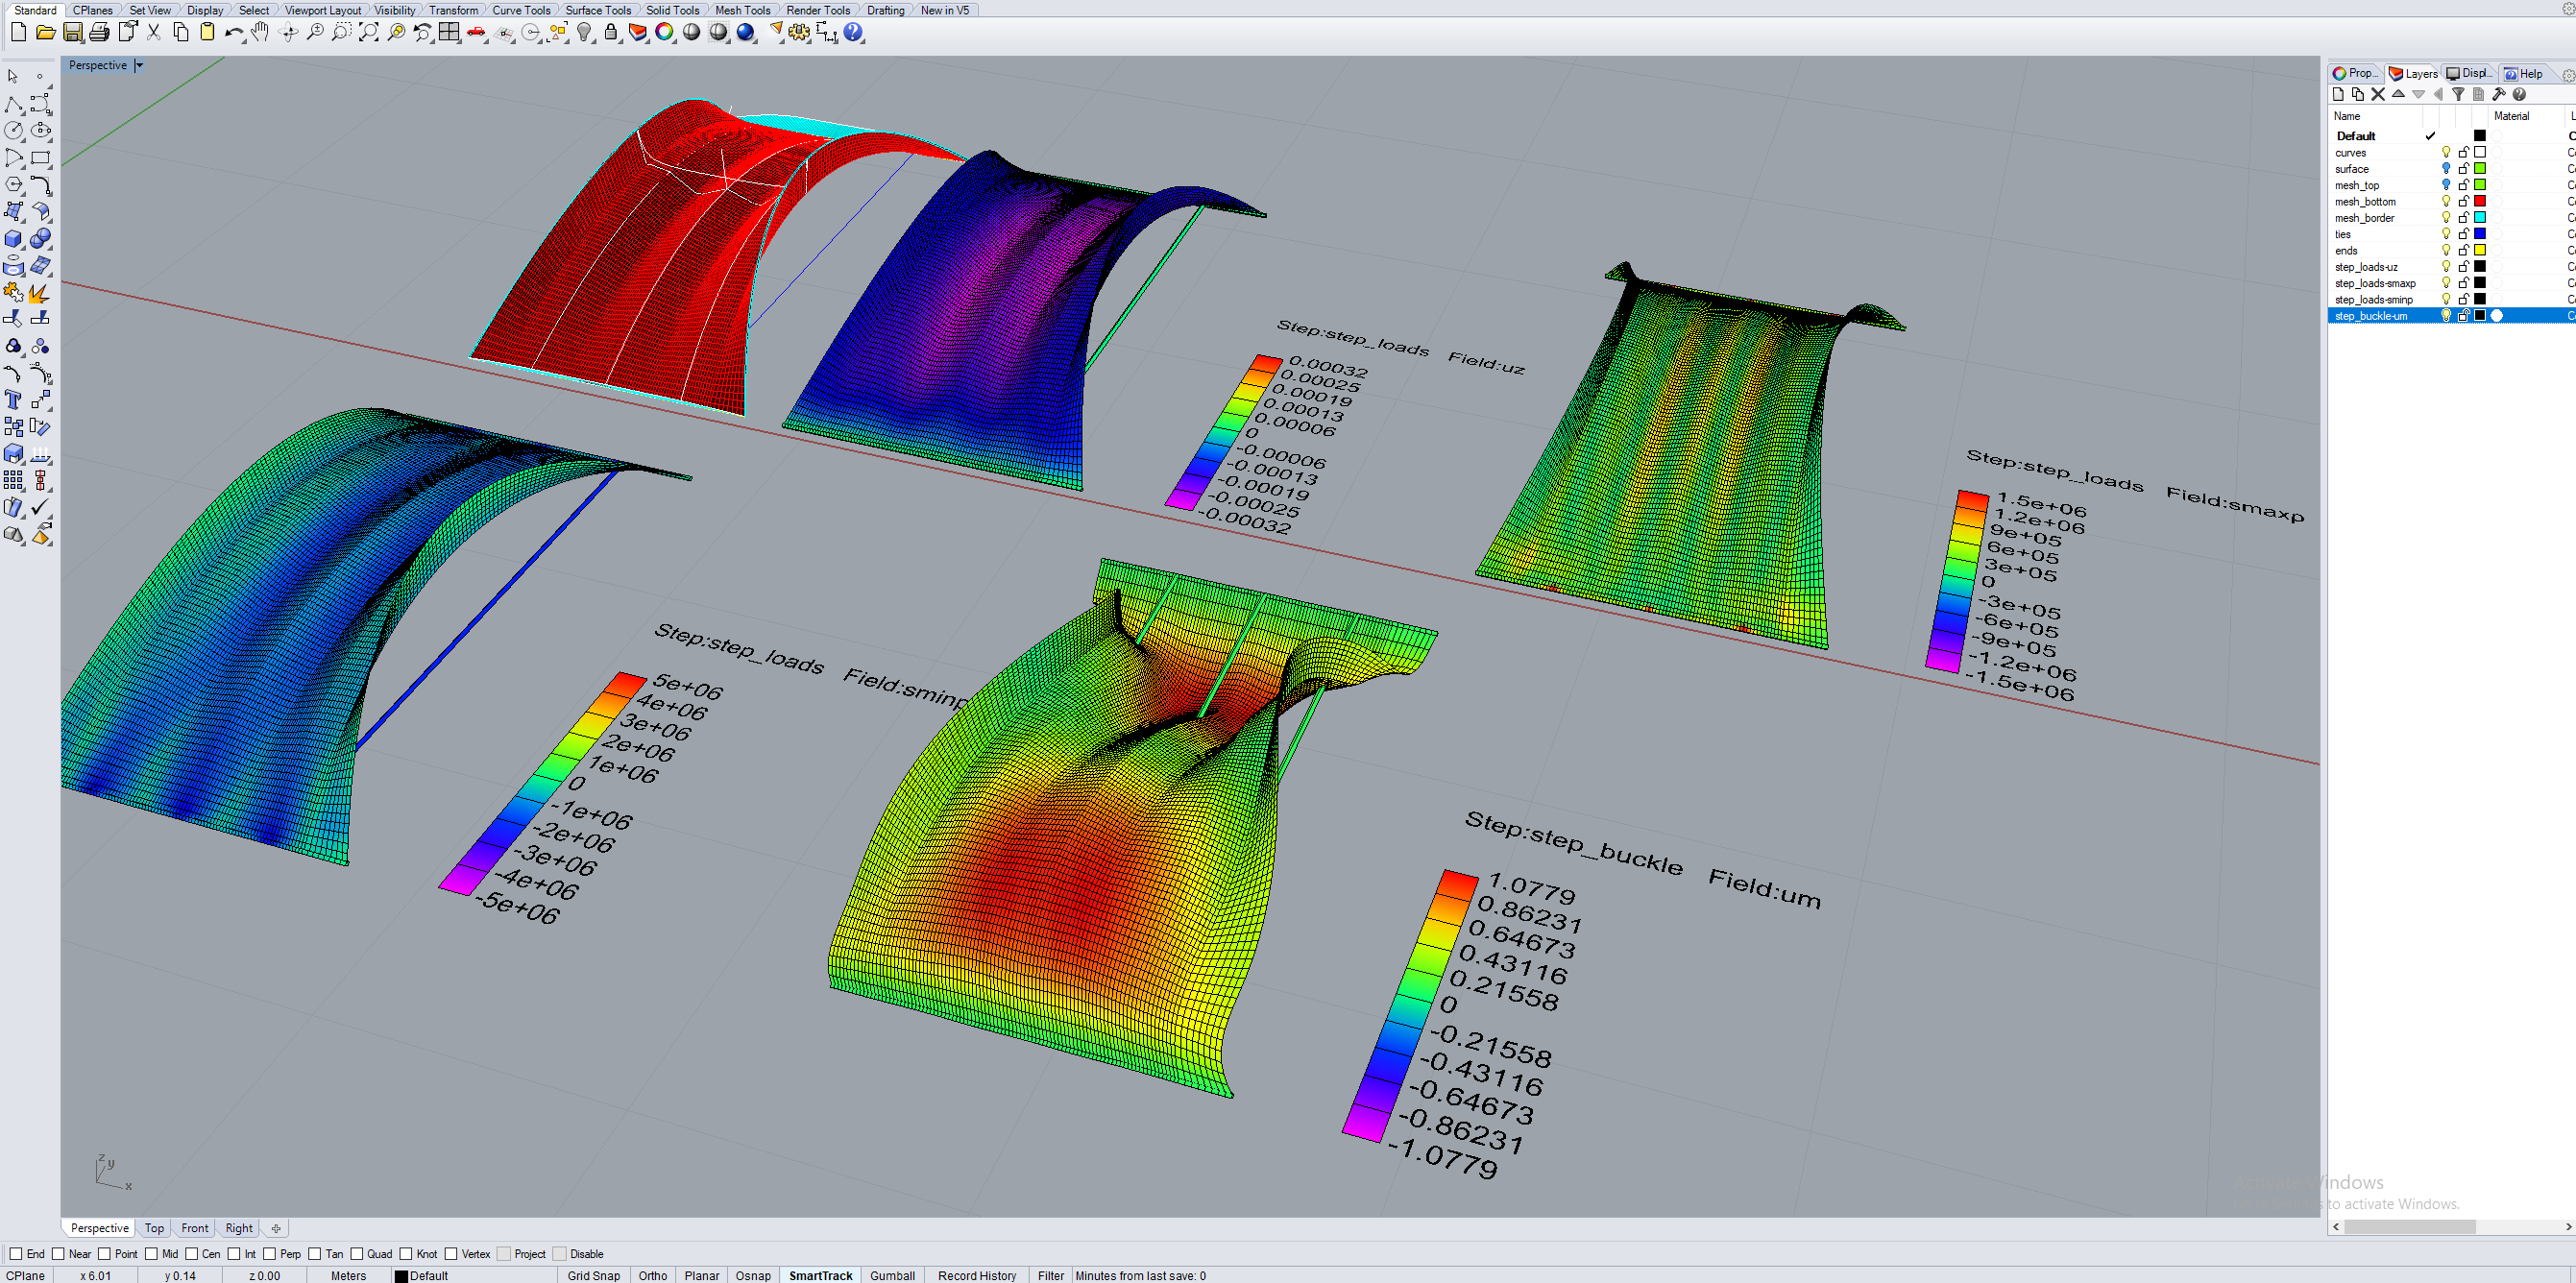 Standard CPlanes Set View Display Select Viewport Layout Visibility Transform Curve Tools Surface Tools Solid Tools Mesh Tools Render Tools Drafting New in V5
Perspective
Prop... Layers Displ... Help
Name Material
Default
curves
surface
mesh_top
mesh_bottom
mesh_border
ties
ends
step_loads-uz
step_loads-smaxp
step_loads-sminp
step_buckle-um
Step:step_loads Field:uz
0.00032
0.00025
0.00019
0.00013
0.00006
0
-0.00006
-0.00013
-0.00019
-0.00025
-0.00032
Step:step_loads Field:smaxp
1.5e+06
1.2e+06
9e+05
6e+05
3e+05
0
-3e+05
-6e+05
-9e+05
-1.2e+06
-1.5e+06
Step:step_loads Field:sminp
5e+06
4e+06
3e+06
2e+06
1e+06
0
-1e+06
-2e+06
-3e+06
-4e+06
-5e+06
Step:step_buckle Field:um
1.0779
0.86231
0.64673
0.43116
0.21558
0
-0.21558
-0.43116
-0.64673
-0.86231
-1.0779
z
y
x
Windows
to activate Windows.
Perspective Top Front Right
End Near Point Mid Cen Int Perp Tan Quad Knot Vertex Project Disable
CPlane x 6.01 y 0.14 z 0.00 Meters Default Grid Snap Ortho Planar Osnap SmartTrack Gumball Record History Filter Minutes from last save: 0